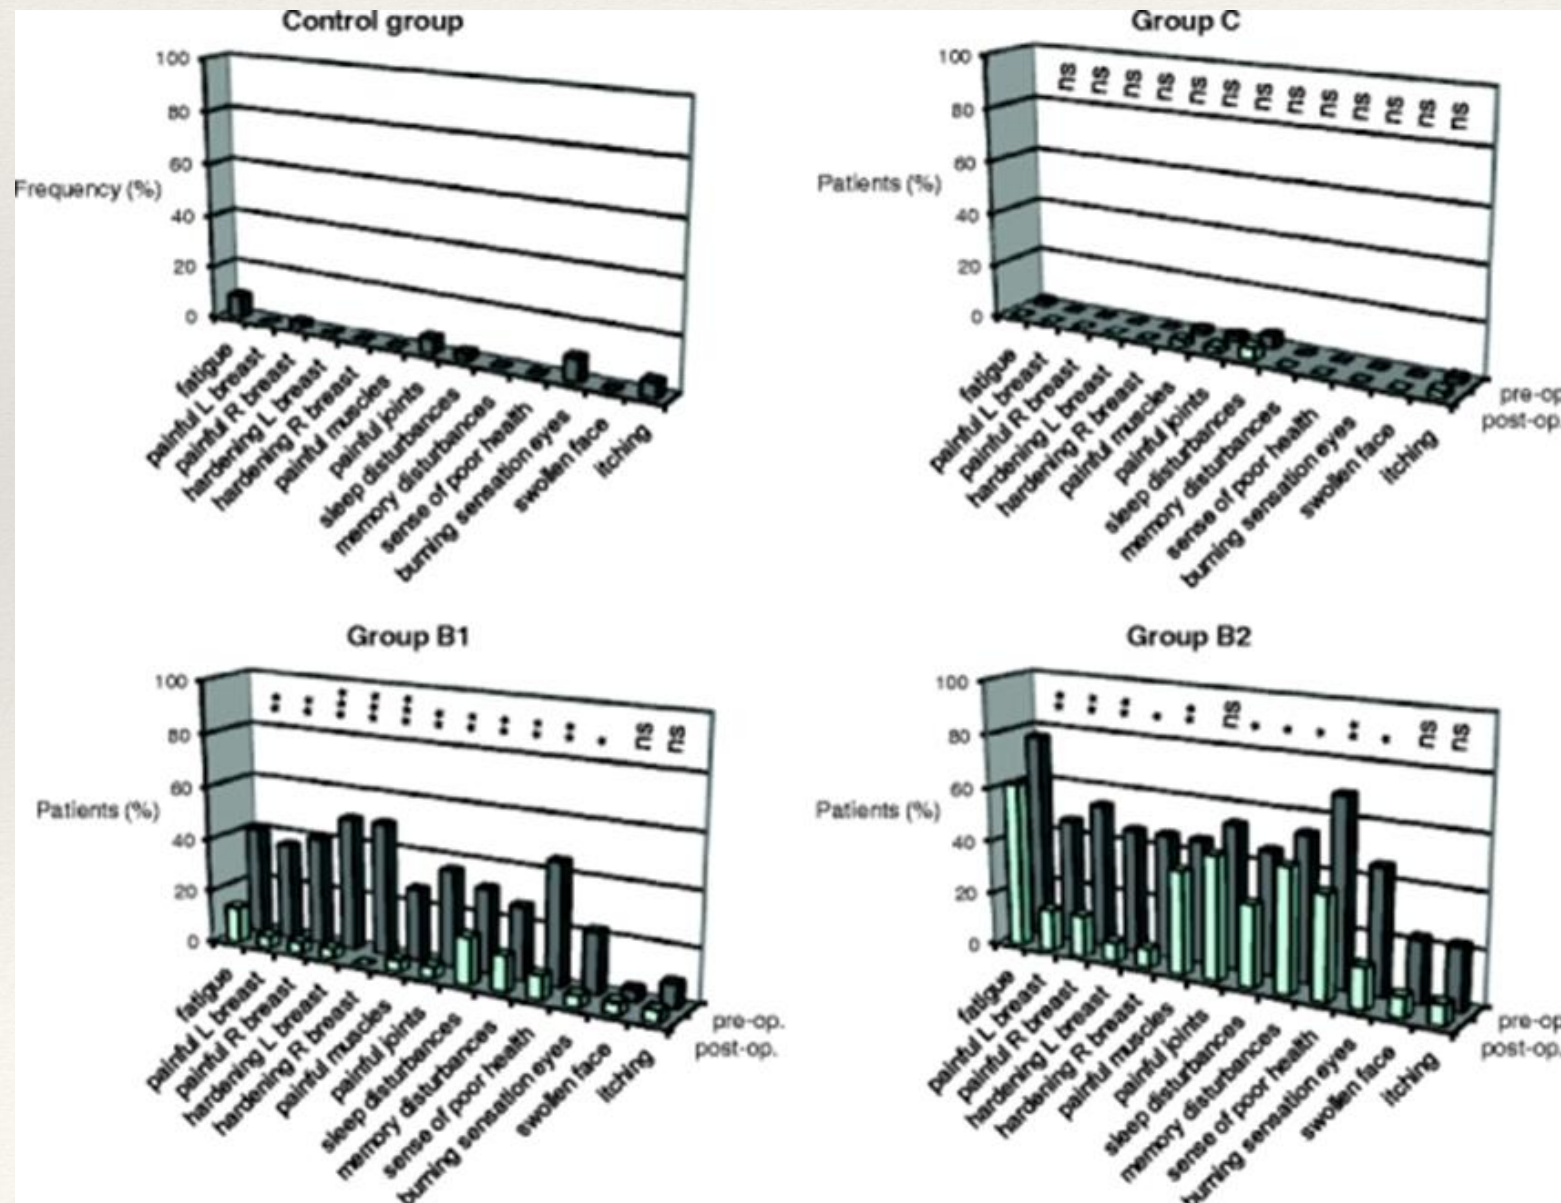 Control group
100
80
60
40
20
0
Frequency (%)
fatigue
painful L breast
painful R breast
hardening L breast
hardening R breast
painful muscles
painful joints
sleep disturbances
memory disturbances
sense of poor health
burning sensation eyes
swollen face
itching
Group C
100
80
60
40
20
0
Patients (%)
ns ns ns ns ns ns ns ns ns ns ns ns ns
fatigue
painful L breast
painful R breast
hardening L breast
hardening R breast
painful muscles
painful joints
sleep disturbances
memory disturbances
sense of poor health
burning sensation eyes
swollen face
itching
pre-op
post-op.
Group B1
100
80
60
40
20
0
Patients (%)
** ** *** *** *** ** ** ** ** ** * ns ns
fatigue
painful L breast
painful R breast
hardening L breast
hardening R breast
painful muscles
painful joints
sleep disturbances
memory disturbances
sense of poor health
burning sensation eyes
swollen face
itching
pre-op.
post-op.
Group B2
100
80
60
40
20
0
Patients (%)
** ** ** * ** ns * * * ** * ns ns
fatigue
painful L breast
painful R breast
hardening L breast
hardening R breast
painful muscles
painful joints
sleep disturbances
memory disturbances
sense of poor health
burning sensation eyes
swollen face
itching
pre-op
post-op.